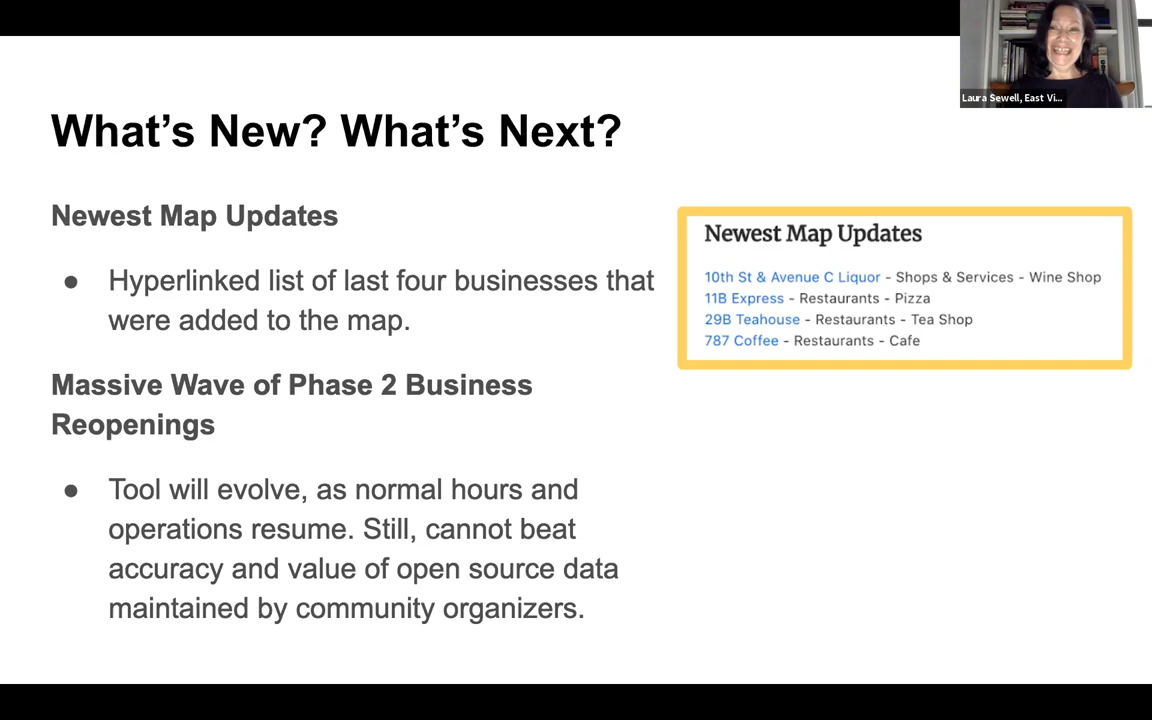 Laura Sewell, East Vi...
What's New? What's Next?
Newest Map Updates
● Hyperlinked list of last four businesses that
were added to the map.
Massive Wave of Phase 2 Business
Reopenings
● Tool will evolve, as normal hours and
operations resume. Still, cannot beat
accuracy and value of open source data
maintained by community organizers.
Newest Map Updates
10th St & Avenue C Liquor - Shops & Services - Wine Shop
11B Express - Restaurants - Pizza
29B Teahouse - Restaurants - Tea Shop
787 Coffee - Restaurants - Cafe